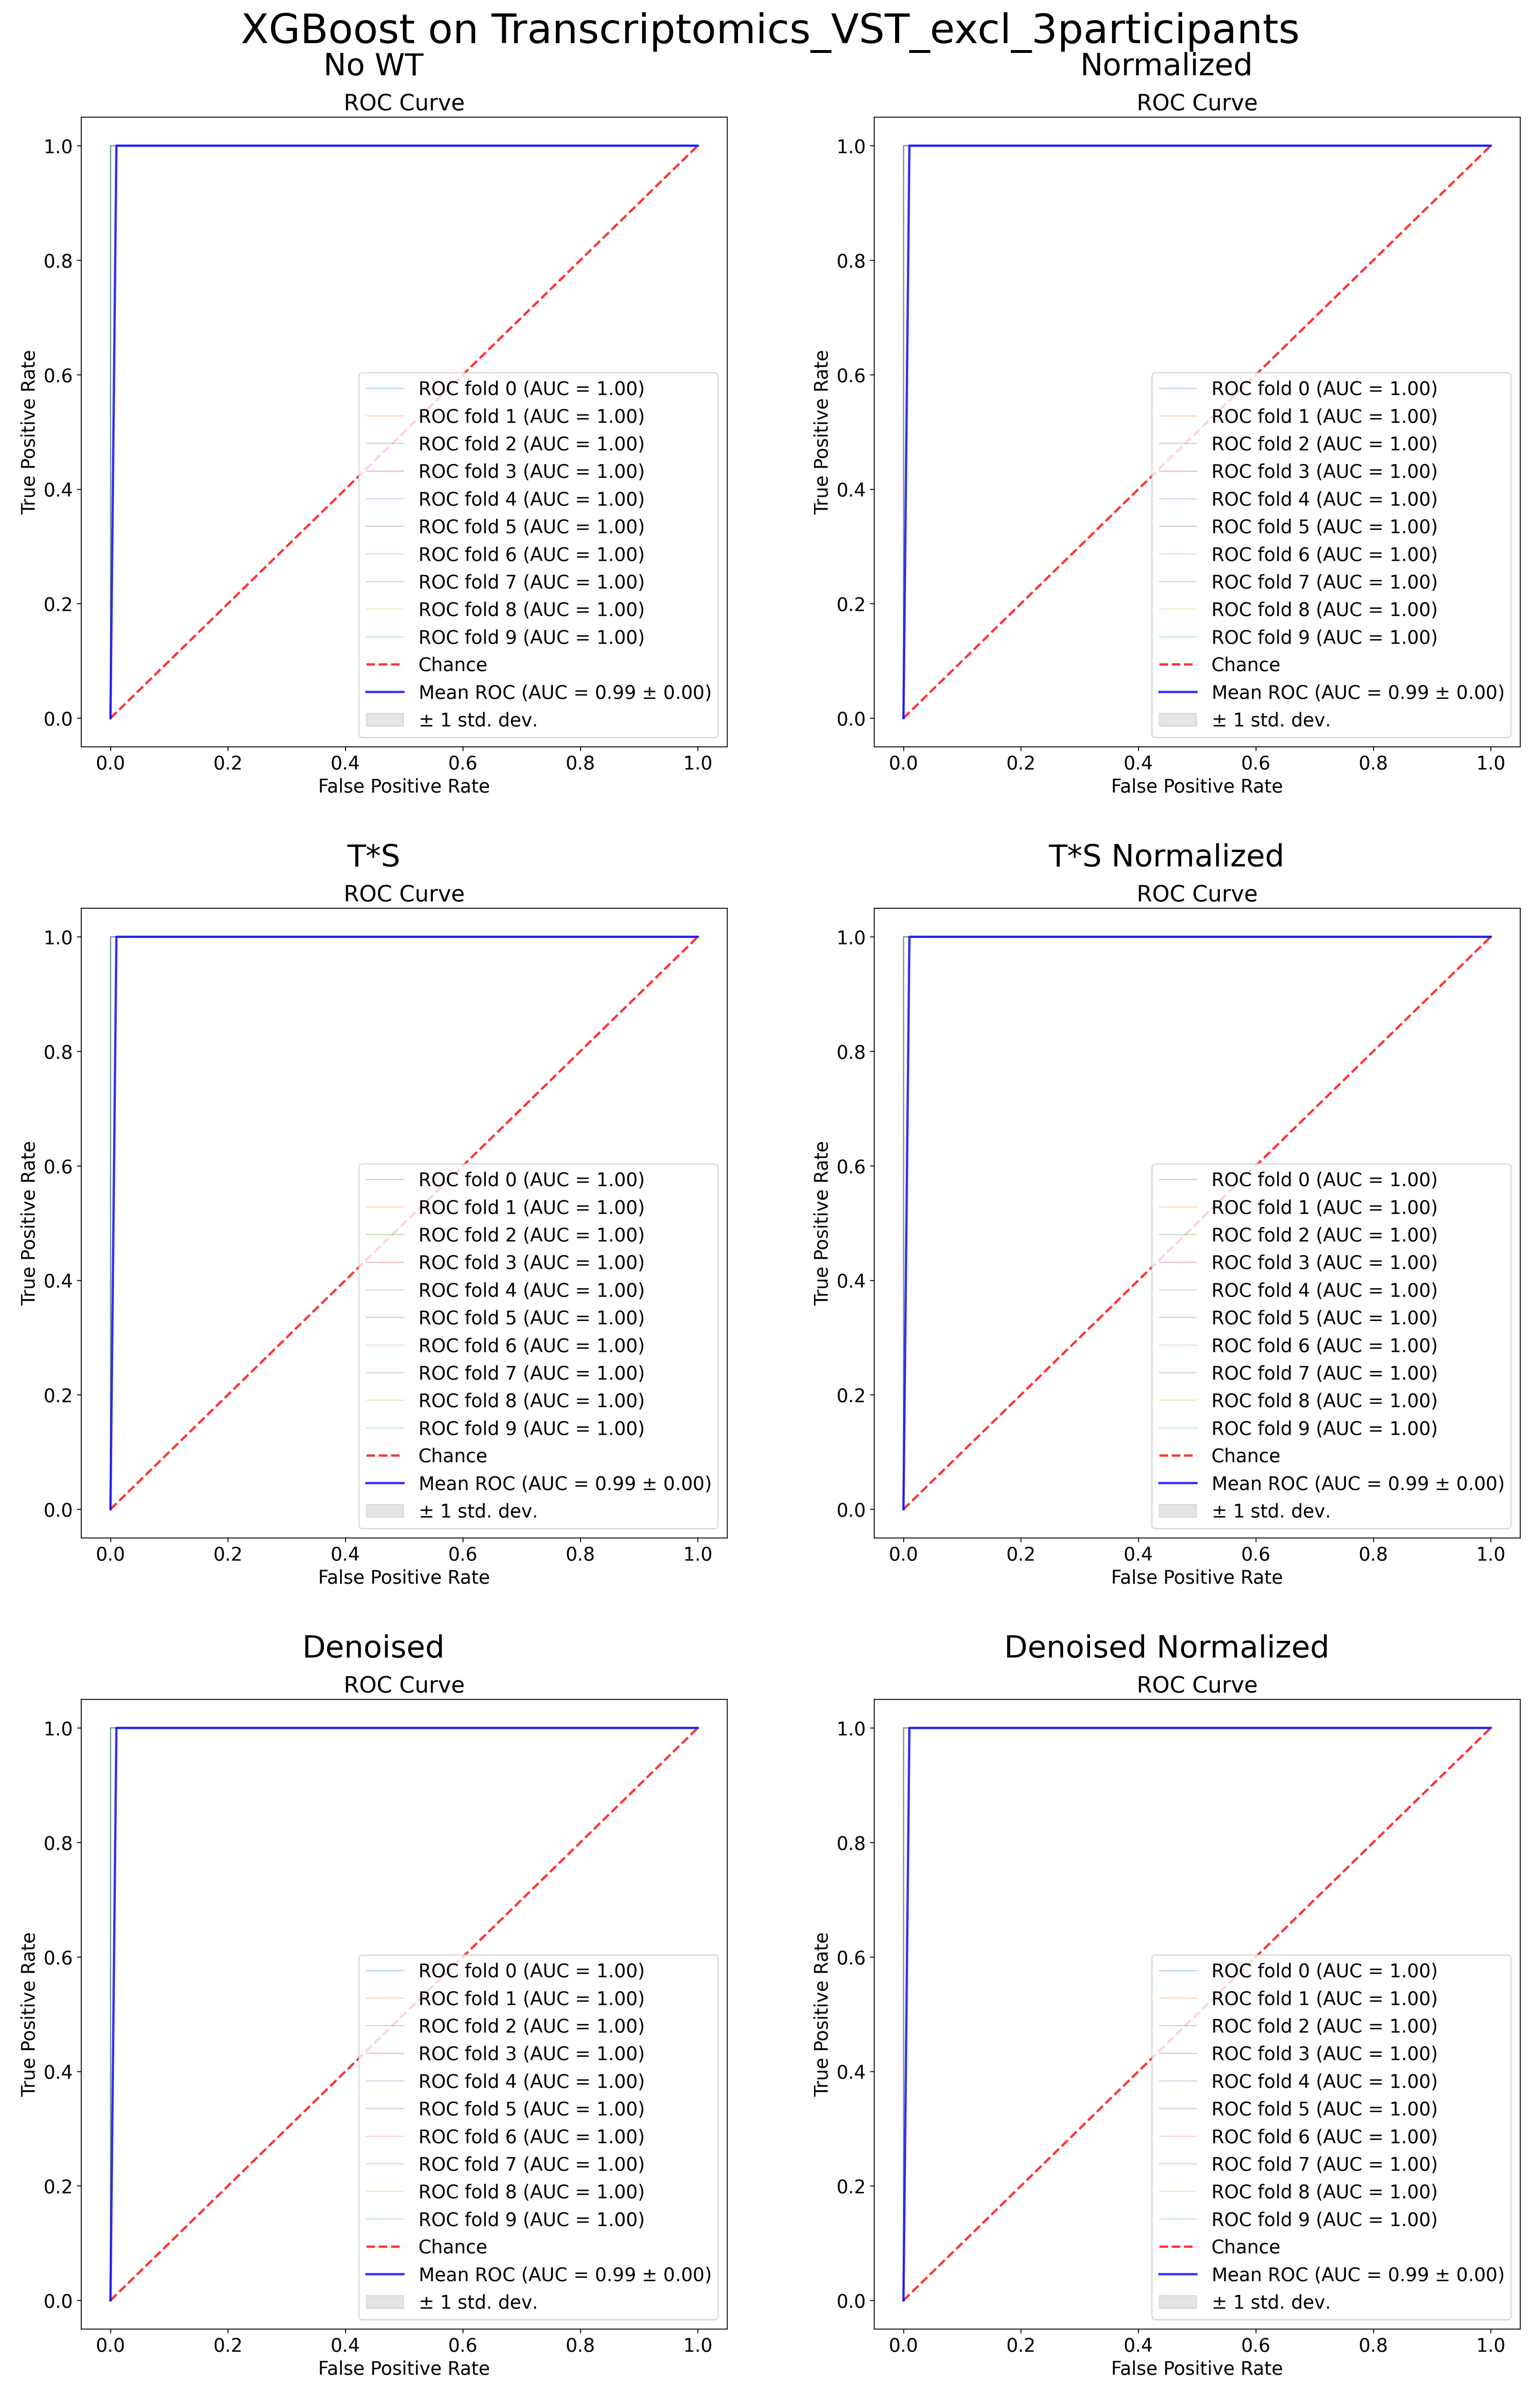 XGBoost on Transcriptomics_VST_excl_3participants
No WT
ROC Curve
True Positive Rate
1.0
0.8
0.6
0.4
0.2
0.0
ROC fold 0 (AUC = 1.00)
ROC fold 1 (AUC = 1.00)
ROC fold 2 (AUC = 1.00)
ROC fold 3 (AUC = 1.00)
ROC fold 4 (AUC = 1.00)
ROC fold 5 (AUC = 1.00)
ROC fold 6 (AUC = 1.00)
ROC fold 7 (AUC = 1.00)
ROC fold 8 (AUC = 1.00)
ROC fold 9 (AUC = 1.00)
Chance
Mean ROC (AUC = 0.99 ± 0.00)
± 1 std. dev.
0.0 0.2 0.4 0.6 0.8 1.0
False Positive Rate
Normalized
ROC Curve
True Positive Rate
1.0
0.8
0.6
0.4
0.2
0.0
ROC fold 0 (AUC = 1.00)
ROC fold 1 (AUC = 1.00)
ROC fold 2 (AUC = 1.00)
ROC fold 3 (AUC = 1.00)
ROC fold 4 (AUC = 1.00)
ROC fold 5 (AUC = 1.00)
ROC fold 6 (AUC = 1.00)
ROC fold 7 (AUC = 1.00)
ROC fold 8 (AUC = 1.00)
ROC fold 9 (AUC = 1.00)
Chance
Mean ROC (AUC = 0.99 ± 0.00)
± 1 std. dev.
0.0 0.2 0.4 0.6 0.8 1.0
False Positive Rate
T*S
ROC Curve
True Positive Rate
1.0
0.8
0.6
0.4
0.2
0.0
ROC fold 0 (AUC = 1.00)
ROC fold 1 (AUC = 1.00)
ROC fold 2 (AUC = 1.00)
ROC fold 3 (AUC = 1.00)
ROC fold 4 (AUC = 1.00)
ROC fold 5 (AUC = 1.00)
ROC fold 6 (AUC = 1.00)
ROC fold 7 (AUC = 1.00)
ROC fold 8 (AUC = 1.00)
ROC fold 9 (AUC = 1.00)
Chance
Mean ROC (AUC = 0.99 ± 0.00)
± 1 std. dev.
0.0 0.2 0.4 0.6 0.8 1.0
False Positive Rate
T*S Normalized
ROC Curve
True Positive Rate
1.0
0.8
0.6
0.4
0.2
0.0
ROC fold 0 (AUC = 1.00)
ROC fold 1 (AUC = 1.00)
ROC fold 2 (AUC = 1.00)
ROC fold 3 (AUC = 1.00)
ROC fold 4 (AUC = 1.00)
ROC fold 5 (AUC = 1.00)
ROC fold 6 (AUC = 1.00)
ROC fold 7 (AUC = 1.00)
ROC fold 8 (AUC = 1.00)
ROC fold 9 (AUC = 1.00)
Chance
Mean ROC (AUC = 0.99 ± 0.00)
± 1 std. dev.
0.0 0.2 0.4 0.6 0.8 1.0
False Positive Rate
Denoised
ROC Curve
True Positive Rate
1.0
0.8
0.6
0.4
0.2
0.0
ROC fold 0 (AUC = 1.00)
ROC fold 1 (AUC = 1.00)
ROC fold 2 (AUC = 1.00)
ROC fold 3 (AUC = 1.00)
ROC fold 4 (AUC = 1.00)
ROC fold 5 (AUC = 1.00)
ROC fold 6 (AUC = 1.00)
ROC fold 7 (AUC = 1.00)
ROC fold 8 (AUC = 1.00)
ROC fold 9 (AUC = 1.00)
Chance
Mean ROC (AUC = 0.99 ± 0.00)
± 1 std. dev.
0.0 0.2 0.4 0.6 0.8 1.0
False Positive Rate
Denoised Normalized
ROC Curve
True Positive Rate
1.0
0.8
0.6
0.4
0.2
0.0
ROC fold 0 (AUC = 1.00)
ROC fold 1 (AUC = 1.00)
ROC fold 2 (AUC = 1.00)
ROC fold 3 (AUC = 1.00)
ROC fold 4 (AUC = 1.00)
ROC fold 5 (AUC = 1.00)
ROC fold 6 (AUC = 1.00)
ROC fold 7 (AUC = 1.00)
ROC fold 8 (AUC = 1.00)
ROC fold 9 (AUC = 1.00)
Chance
Mean ROC (AUC = 0.99 ± 0.00)
± 1 std. dev.
0.0 0.2 0.4 0.6 0.8 1.0
False Positive Rate